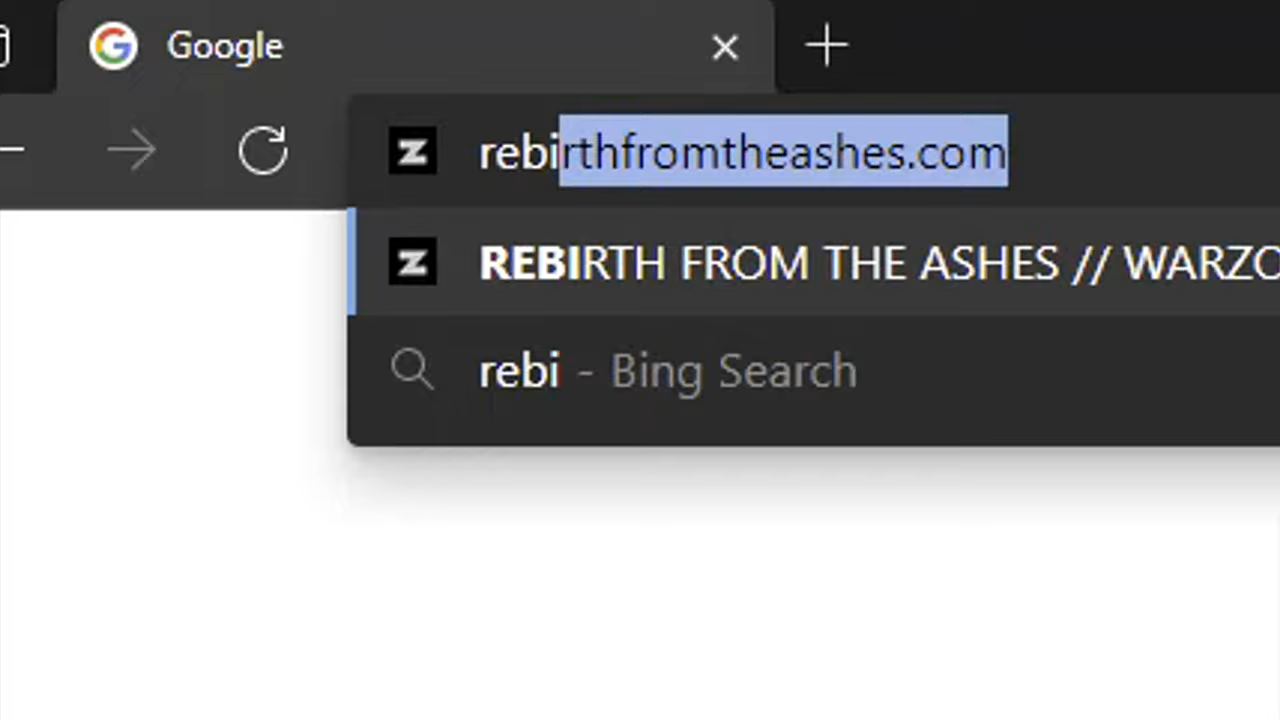 Google
rebirthfromtheashes.com
REBIRTH FROM THE ASHES // WARZO
rebi - Bing Search